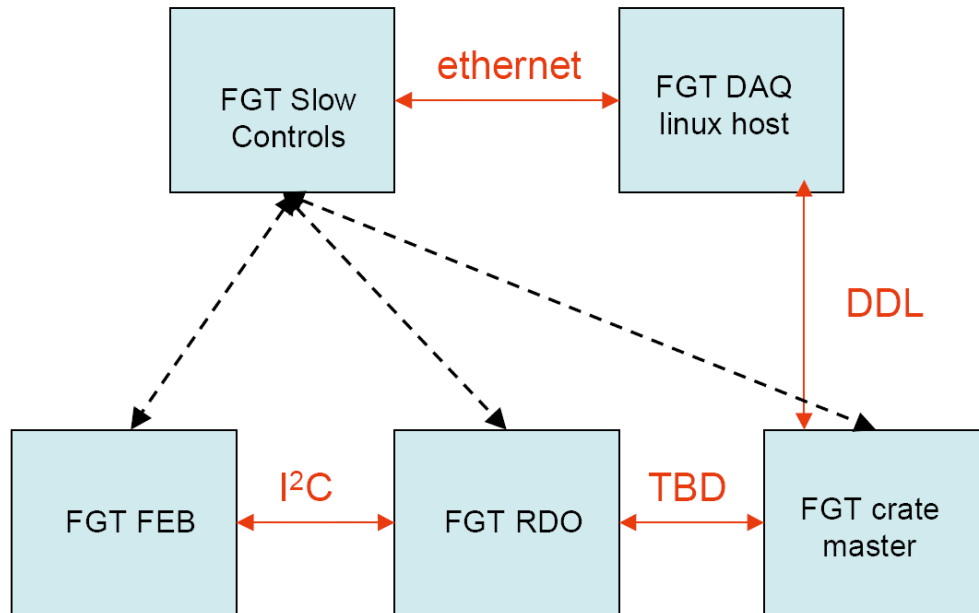 ethernet
FGT Slow
Controls
FGT DAQ
linux host
DDL
I²C
TBD
FGT FEB
FGT RDO
FGT crate
master